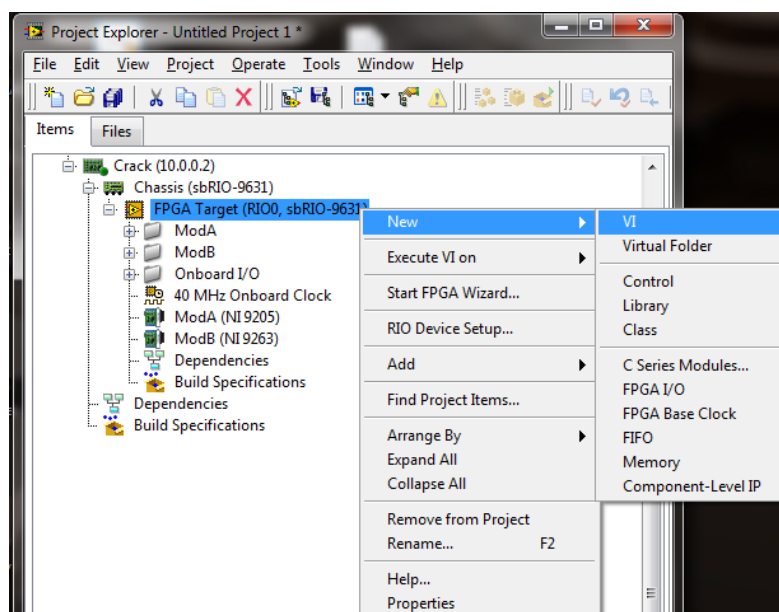 Project Explorer - Untitled Project 1 *
File Edit View Project Operate Tools Window Help
Items Files
Crack (10.0.0.2)
Chassis (sbRIO-9631)
FPGA Target (RIO0, sbRIO-9631)
ModA
ModB
Onboard I/O
40 MHz Onboard Clock
ModA (NI 9205)
ModB (NI 9263)
Dependencies
Build Specifications
Dependencies
Build Specifications
New
Execute VI on
Start FPGA Wizard...
RIO Device Setup...
Add
Find Project Items...
Arrange By
Expand All
Collapse All
Remove from Project
Rename... F2
Help...
Properties
VI
Virtual Folder
Control
Library
Class
C Series Modules...
FPGA I/O
FPGA Base Clock
FIFO
Memory
Component-Level IP